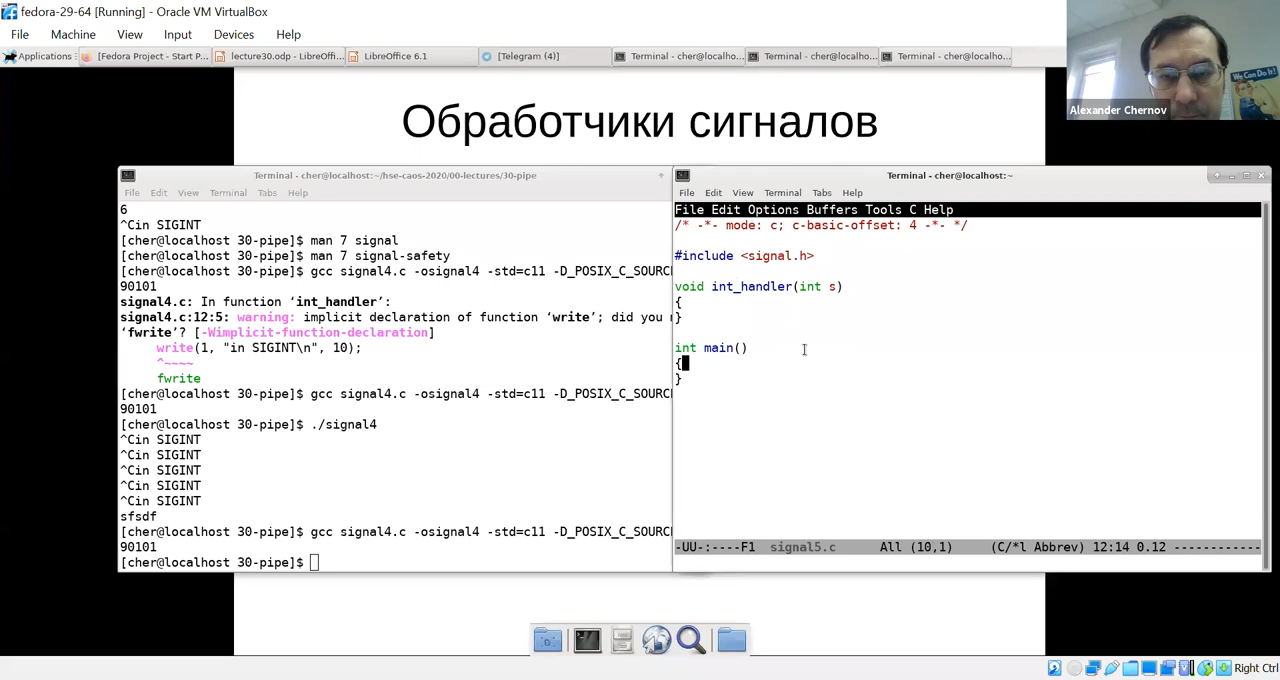 fedora-29-64 [Running] - Oracle VM VirtualBox
File Machine View Input Devices Help
Applications [Fedora Project - Start P... lecture30.odp - LibreOffi... LibreOffice 6.1 [Telegram (4)] Terminal - cher@localho... Terminal - cher@localho... Terminal - cher@localho...
We Can Do It!
Alexander Chernov
Обработчики сигналов
Terminal - cher@localhost:~/hse-caos-2020/00-lectures/30-pipe
File Edit View Terminal Tabs Help
6
^Cin SIGINT
[cher@localhost 30-pipe]$ man 7 signal
[cher@localhost 30-pipe]$ man 7 signal-safety
[cher@localhost 30-pipe]$ gcc signal4.c -osignal4 -std=c11 -D_POSIX_C_SOURC
90101
signal4.c: In function ‘int_handler’:
signal4.c:12:5: warning: implicit declaration of function ‘write’; did you
‘fwrite’? [-Wimplicit-function-declaration]
write(1, "in SIGINT\n", 10);
^~~~~
fwrite
[cher@localhost 30-pipe]$ gcc signal4.c -osignal4 -std=c11 -D_POSIX_C_SOURC
90101
[cher@localhost 30-pipe]$ ./signal4
^Cin SIGINT
^Cin SIGINT
^Cin SIGINT
^Cin SIGINT
^Cin SIGINT
sfsdf
[cher@localhost 30-pipe]$ gcc signal4.c -osignal4 -std=c11 -D_POSIX_C_SOURC
90101
[cher@localhost 30-pipe]$
Terminal - cher@localhost:~
File Edit View Terminal Tabs Help
File Edit Options Buffers Tools C Help
/* -*- mode: c; c-basic-offset: 4 -*- */
#include <signal.h>
void int_handler(int s)
{
}
int main()
{
}
-UU-:----F1 signal5.c All (10,1) (C/*l Abbrev) 12:14 0.12 ------------
Right Ctrl